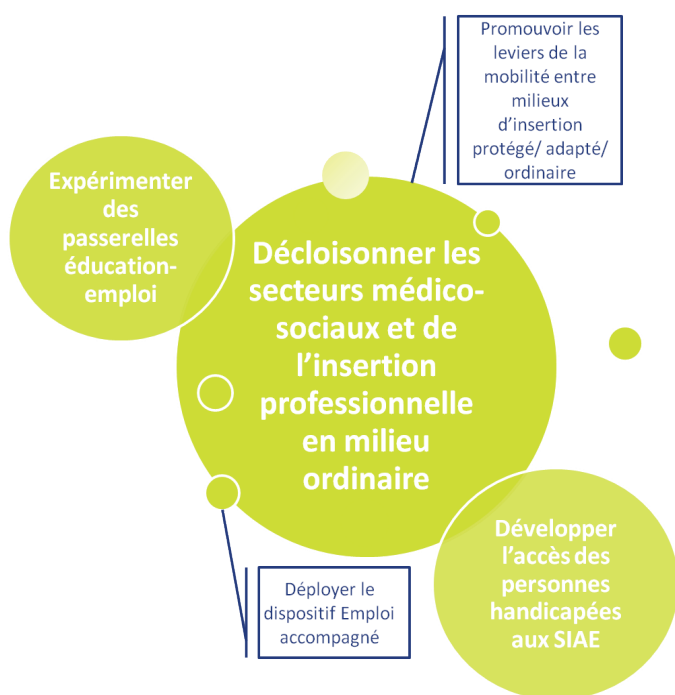 Promouvoir les
leviers de la
mobilité entre
milieux
d'insertion
protégé/ adapté/
ordinaire
Expérimenter
des
passerelles
éducation-
emploi
Décloisonner les
secteurs médico-
sociaux et de
l'insertion
professionnelle
en milieu
ordinaire
Développer
l'accès des
personnes
handicapées
aux SIAE
Déployer le
dispositif Emploi
accompagné